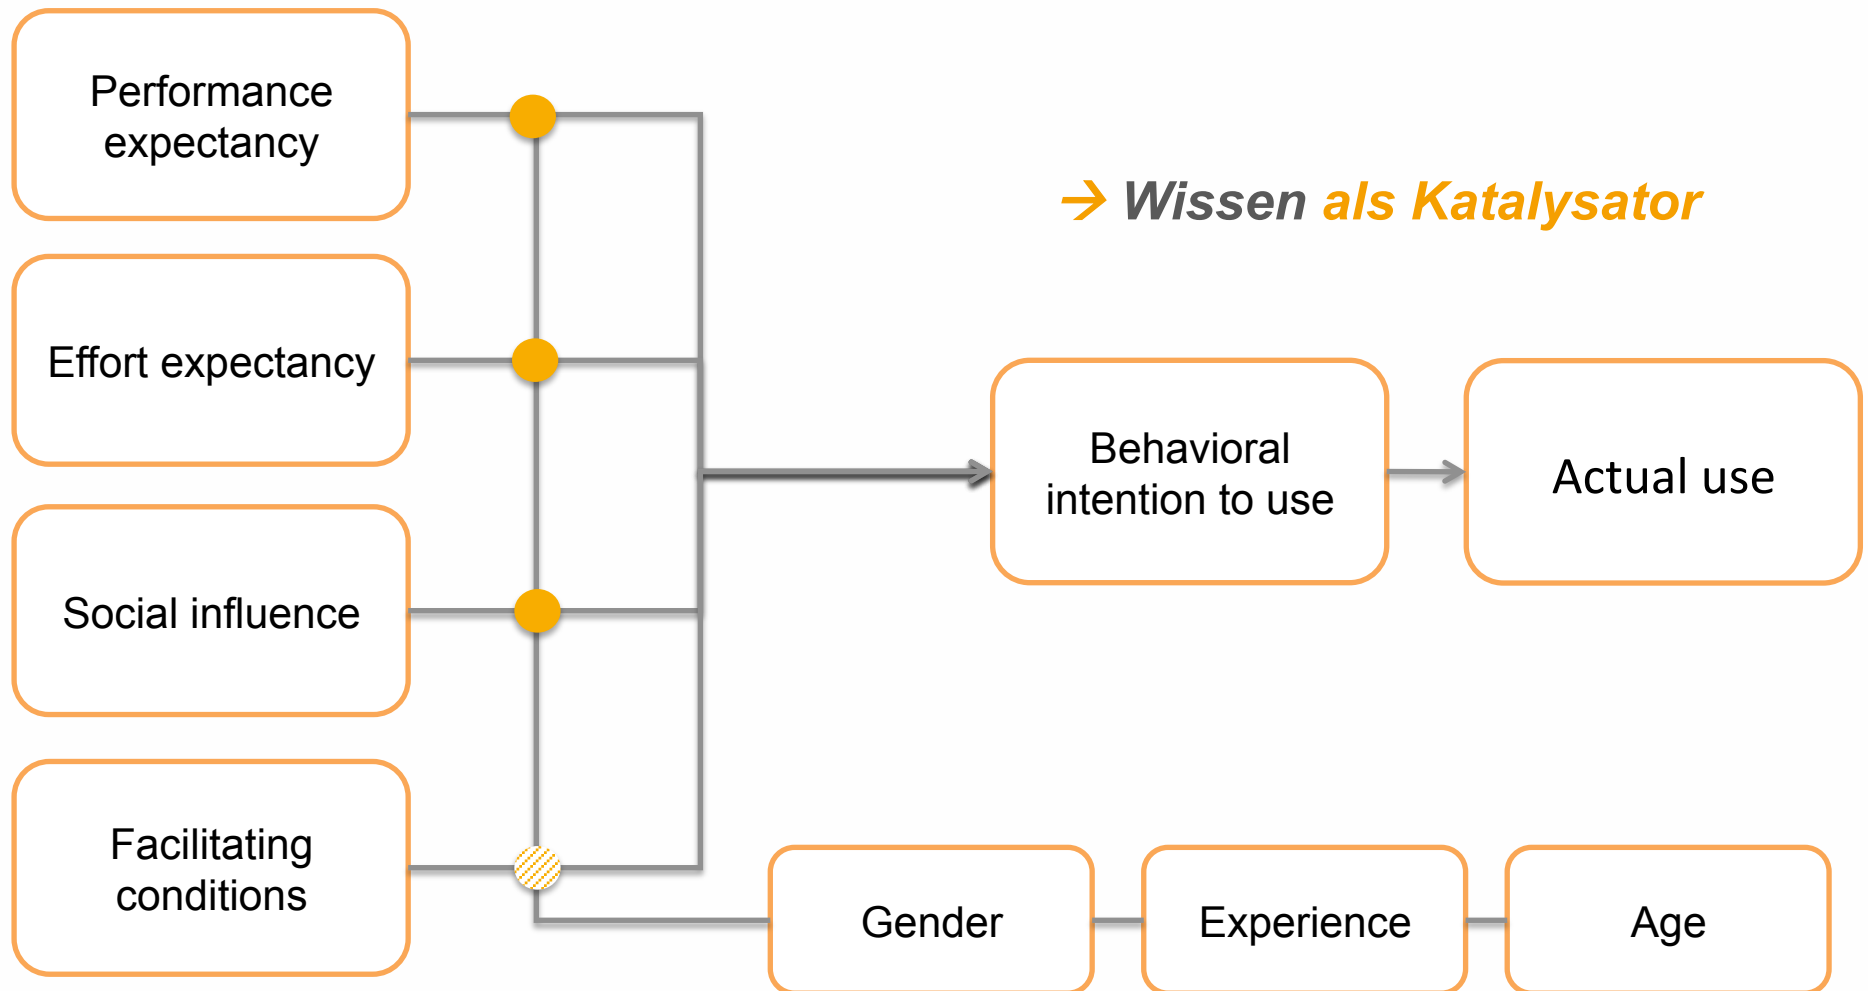 Performance
expectancy
→ Wissen als Katalysator
Effort expectancy
Behavioral
intention to use
Actual use
Social influence
Facilitating
conditions
Gender
Experience
Age